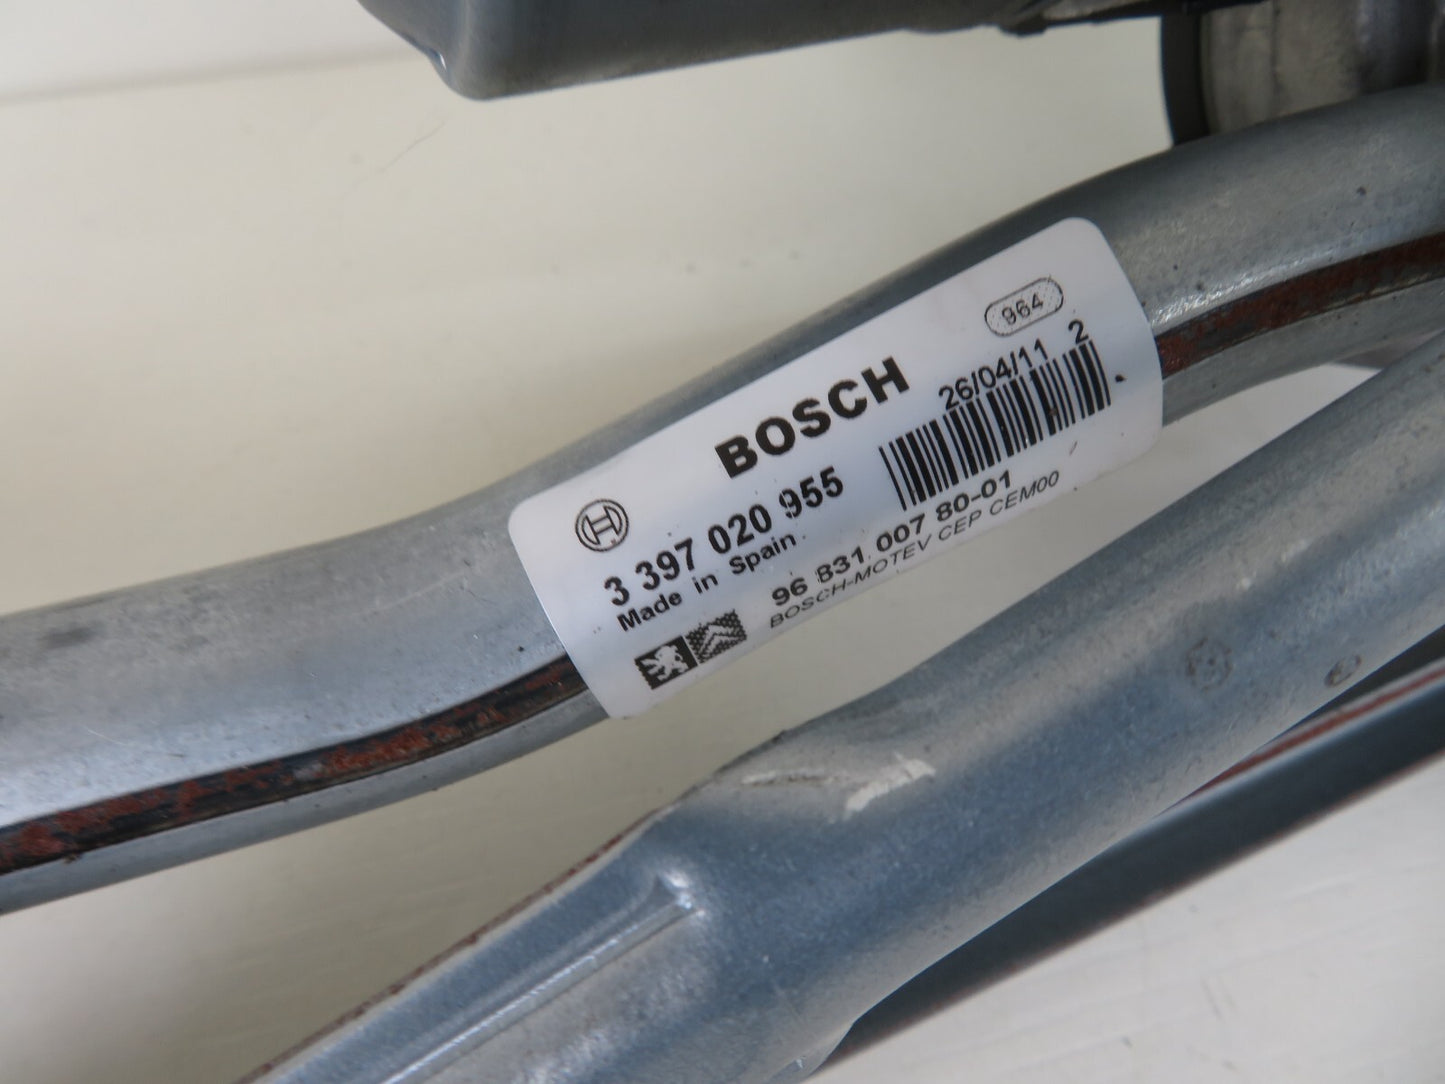 964
BOSCH
26/04/11 2
3 397 020 955
Made in Spain
96 831 007 80-01
BOSCH-MOTEV CEP CEM00